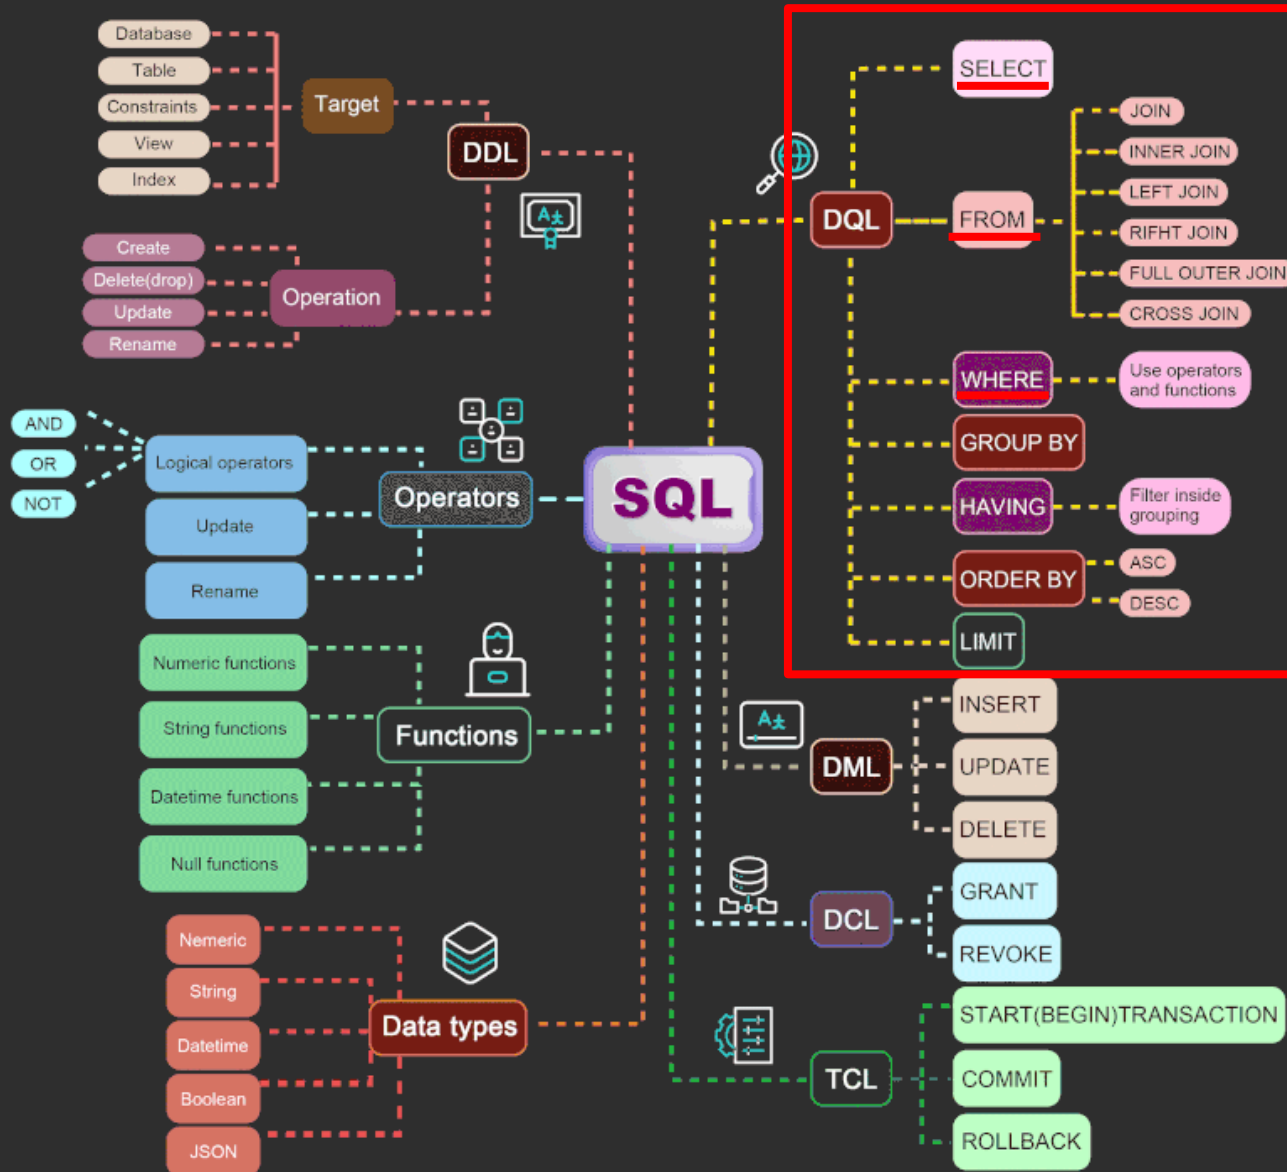 Database
Table
Constraints
View
Index
Target
DDL
Create
Delete(drop)
Update
Rename
Operation
AND
OR
NOT
Logical operators
Update
Rename
Operators
SQL
Numeric functions
String functions
Datetime functions
Null functions
Functions
Nemeric
String
Datetime
Boolean
JSON
Data types
DQL
SELECT
FROM
JOIN
INNER JOIN
LEFT JOIN
RIFHT JOIN
FULL OUTER JOIN
CROSS JOIN
WHERE
Use operators
and functions
GROUP BY
HAVING
Filter inside
grouping
ORDER BY
ASC
DESC
LIMIT
DML
INSERT
UPDATE
DELETE
DCL
GRANT
REVOKE
TCL
START(BEGIN)TRANSACTION
COMMIT
ROLLBACK